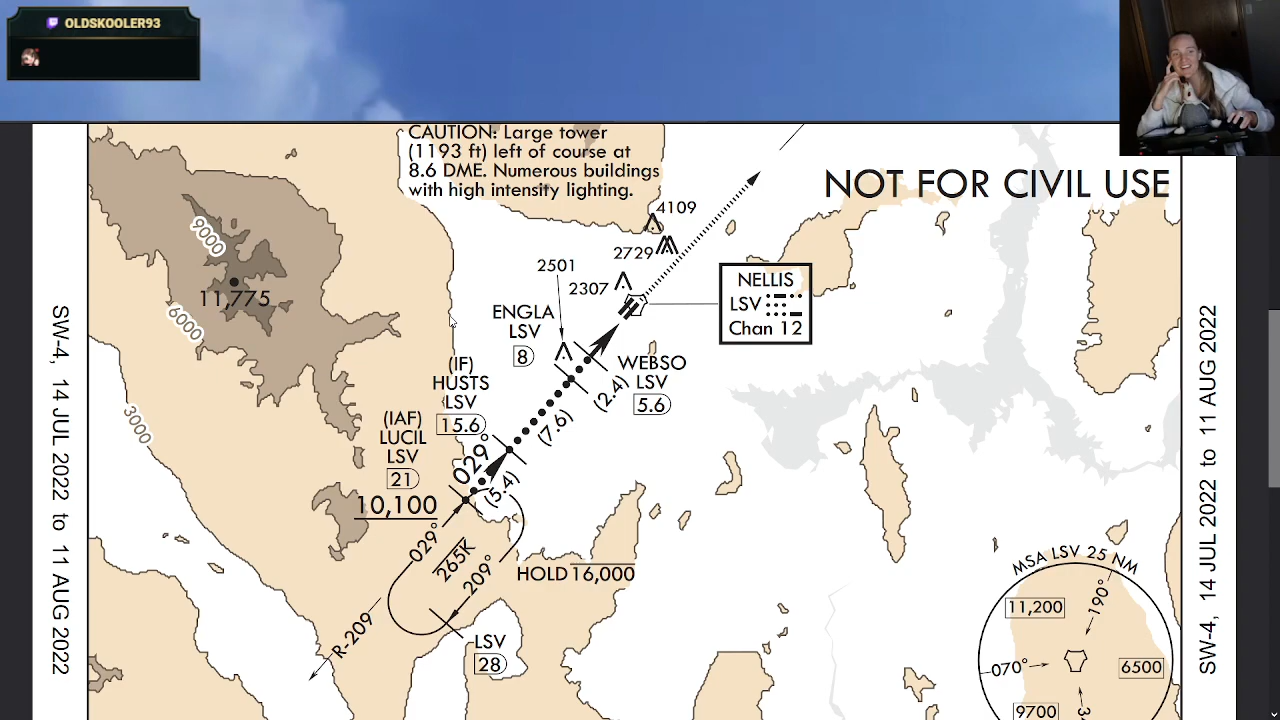 OLDSKOOLER93
CAUTION: Large tower
(1193 ft) left of course at
8.6 DME. Numerous buildings
with high intensity lighting.
NOT FOR CIVIL USE
4109
2729
2501
2307
NELLIS
LSV
Chan 12
ENGLA
LSV
8
WEBSO
LSV
5.6
(2.4)
(IF)
HUSTS
LSV
15.6
(7.6)
(IAF)
LUCIL
LSV
21
10,100
029°
(5.4)
029°
265K
209°
HOLD 16,000
R-209
LSV
28
9000
11,775
6000
3000
MSA LSV 25 NM
11,200
190°
070°
6500
9700
SW-4, 14 JUL 2022 to 11 AUG 2022
SW-4, 14 JUL 2022 to 11 AUG 2022